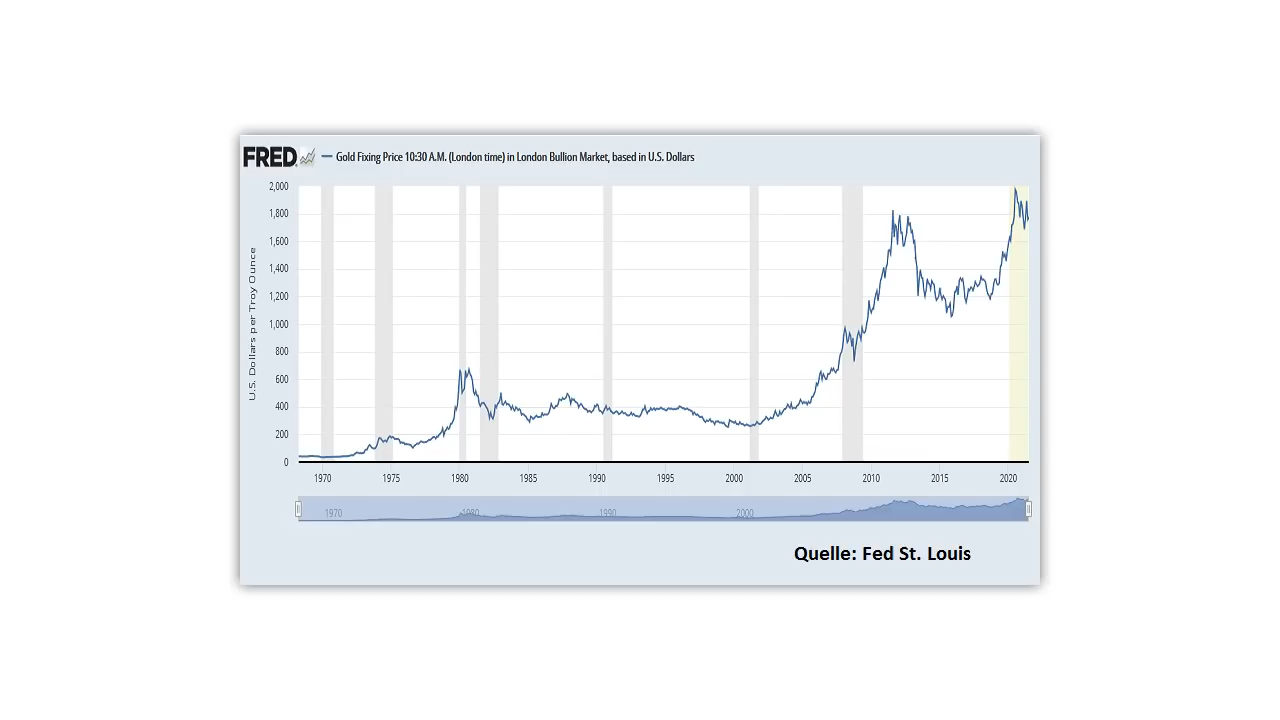 FRED
Gold Fixing Price 10:30 A.M. (London time) in London Bullion Market, based in U.S. Dollars
U.S. Dollars per Troy Ounce
2,000
1,800
1,600
1,400
1,200
1,000
800
600
400
200
0
1970 1975 1980 1985 1990 1995 2000 2005 2010 2015 2020
1970 1980 1990 2000
Quelle: Fed St. Louis